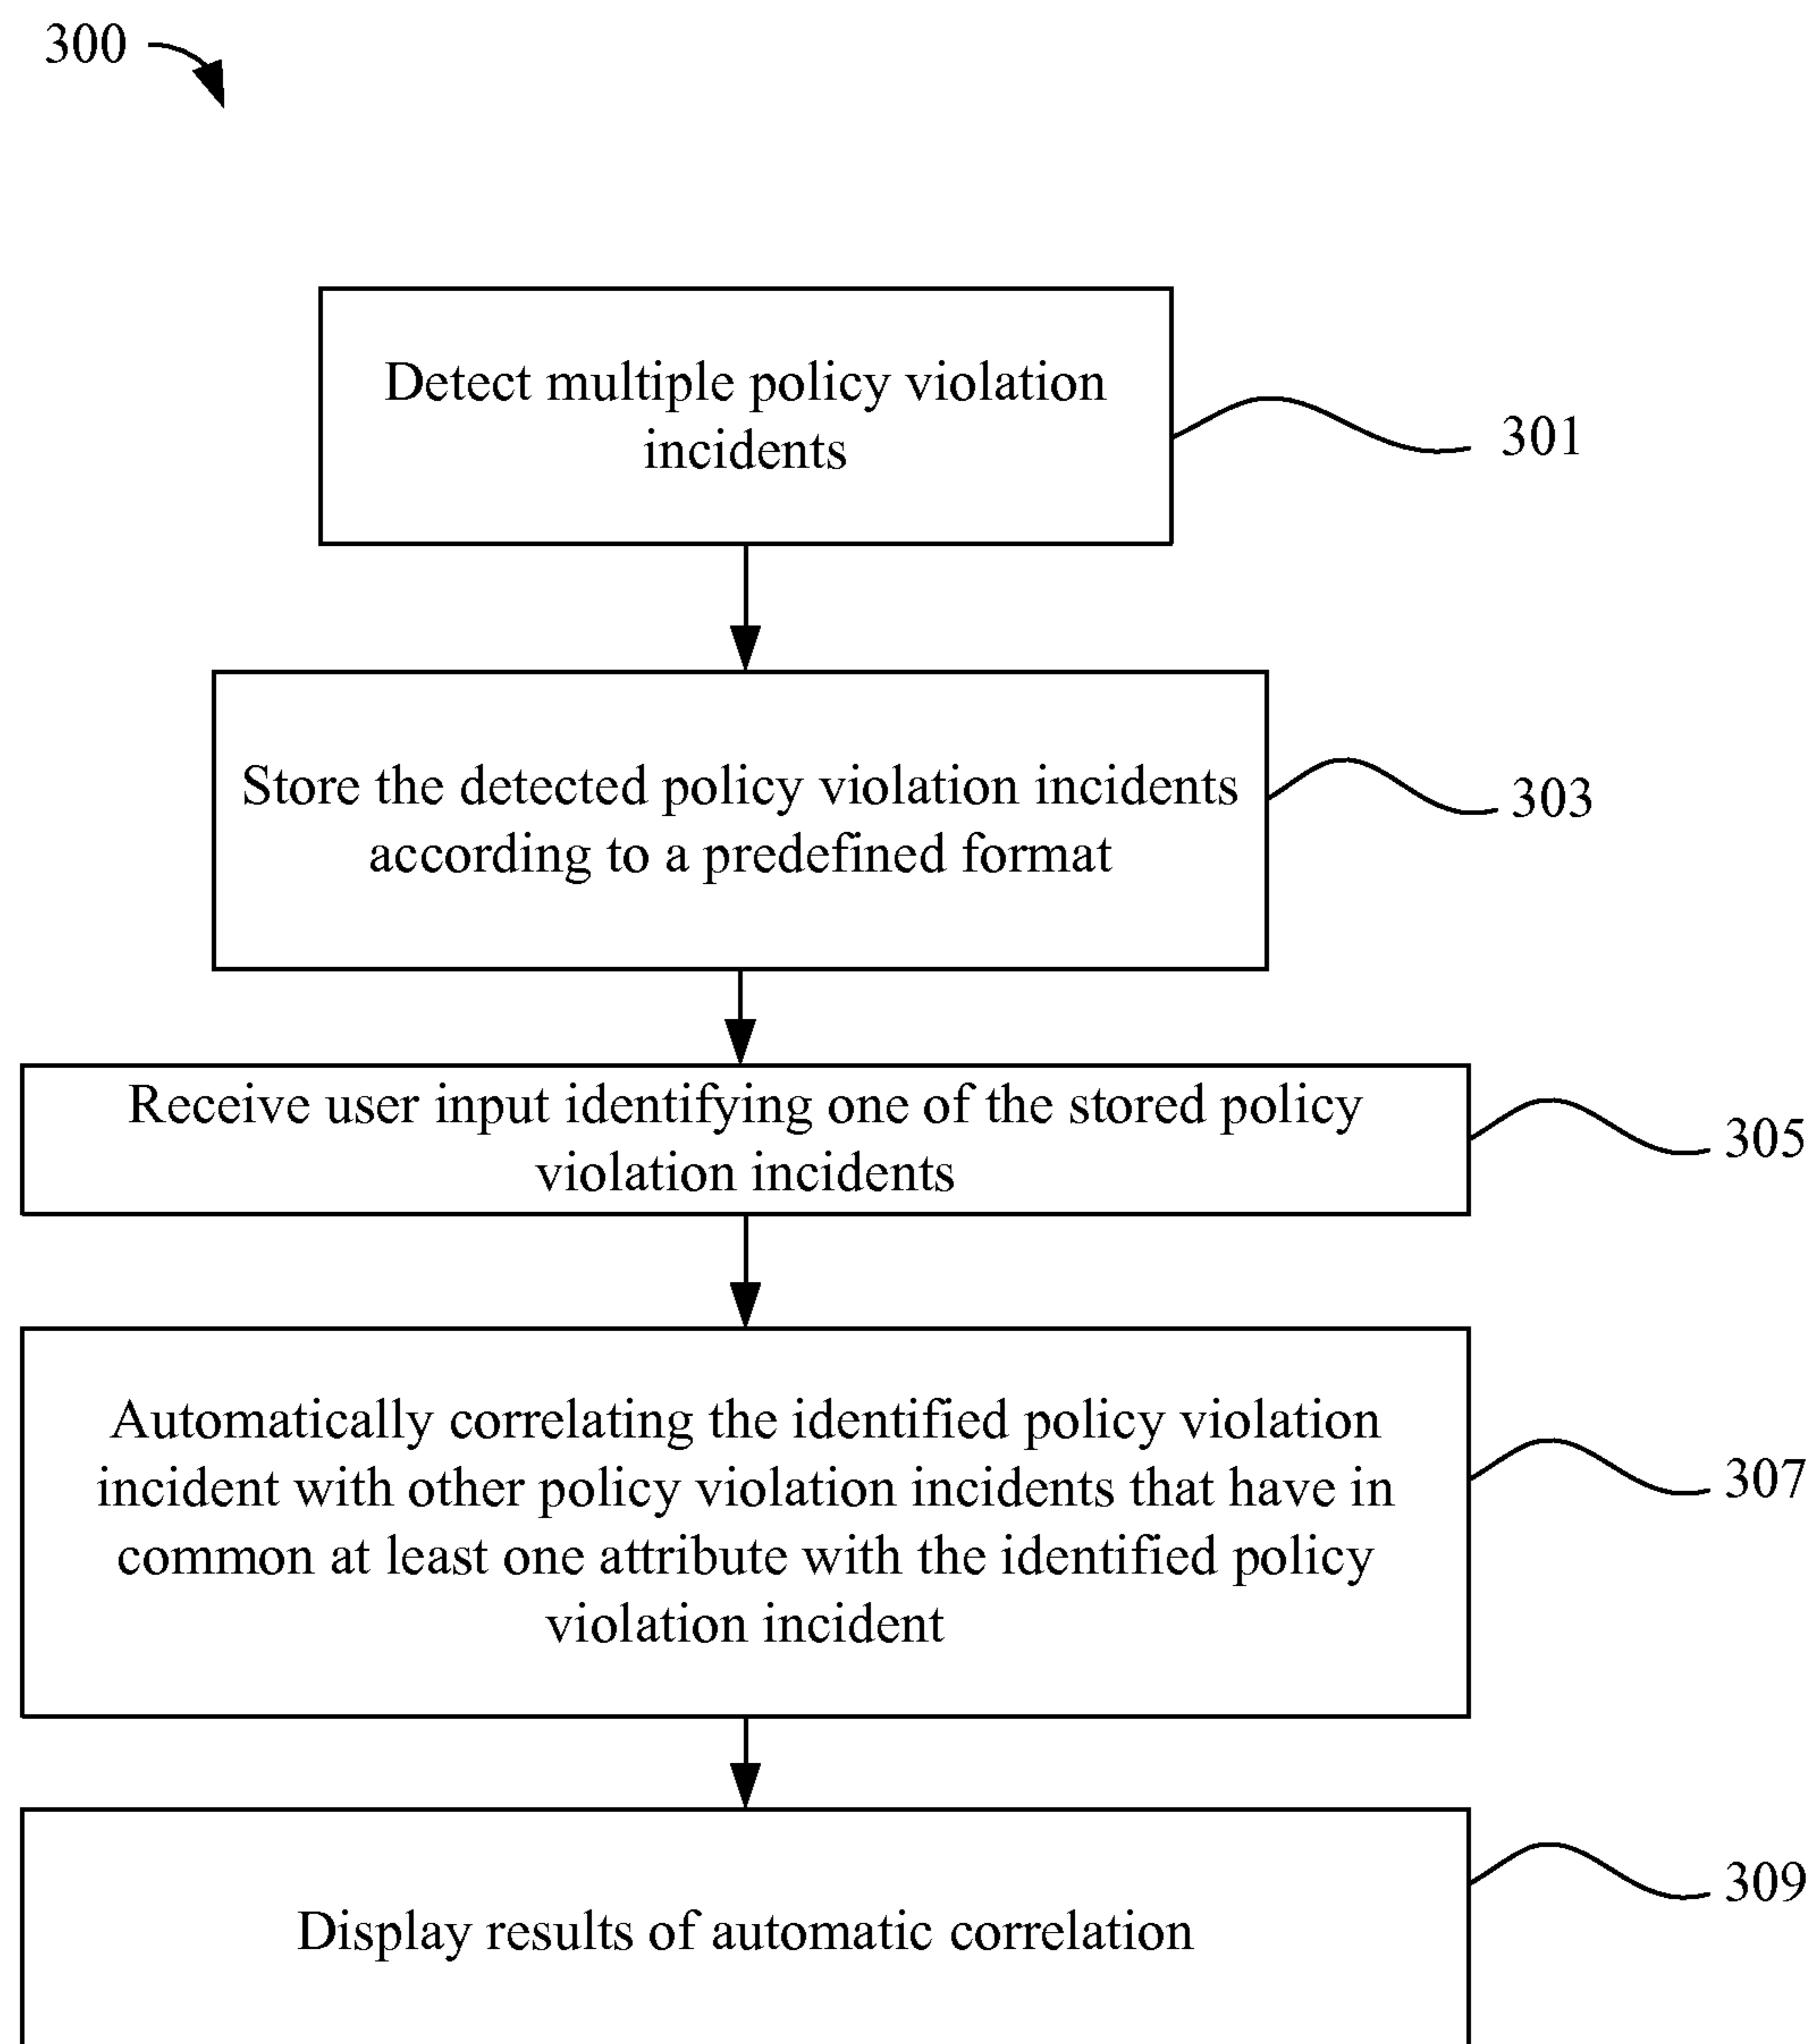 300
Detect multiple policy violation
incidents
301
Store the detected policy violation incidents
according to a predefined format
303
Receive user input identifying one of the stored policy
violation incidents
305
Automatically correlating the identified policy violation
incident with other policy violation incidents that have in
common at least one attribute with the identified policy
violation incident
307
Display results of automatic correlation
309